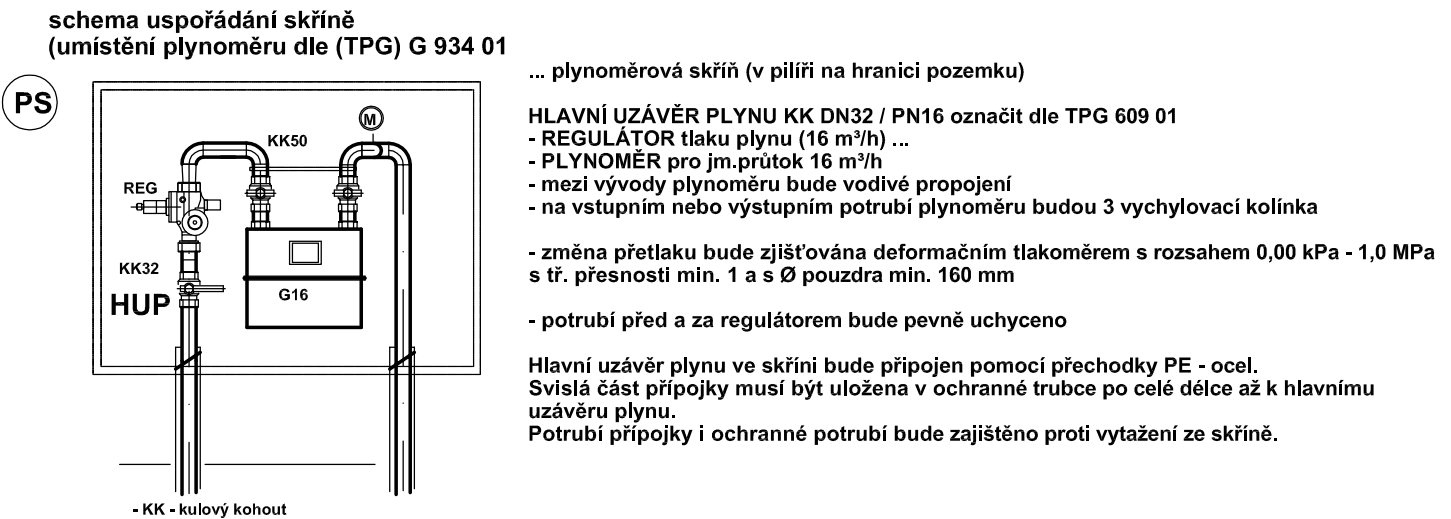 schema uspořádání skříně
(umístění plynoměru dle (TPG) G 934 01
PS
KK50
M
REG
KK32
HUP
G16
- KK - kulový kohout
... plynoměrová skříň (v pilíři na hranici pozemku)
HLAVNÍ UZÁVĚR PLYNU KK DN32 / PN16 označit dle TPG 609 01
- REGULÁTOR tlaku plynu (16 m³/h) ...
- PLYNOMĚR pro jm.průtok 16 m³/h
- mezi vývody plynoměru bude vodivé propojení
- na vstupním nebo výstupním potrubí plynoměru budou 3 vychylovací kolínka
- změna přetlaku bude zjišťována deformačním tlakoměrem s rozsahem 0,00 kPa - 1,0 MPa
s tř. přesnosti min. 1 a s Ø pouzdra min. 160 mm
- potrubí před a za regulátorem bude pevně uchyceno
Hlavní uzávěr plynu ve skříni bude připojen pomocí přechodky PE - ocel.
Svislá část přípojky musí být uložena v ochranné trubce po celé délce až k hlavnímu
uzávěru plynu.
Potrubí přípojky i ochranné potrubí bude zajištěno proti vytažení ze skříně.